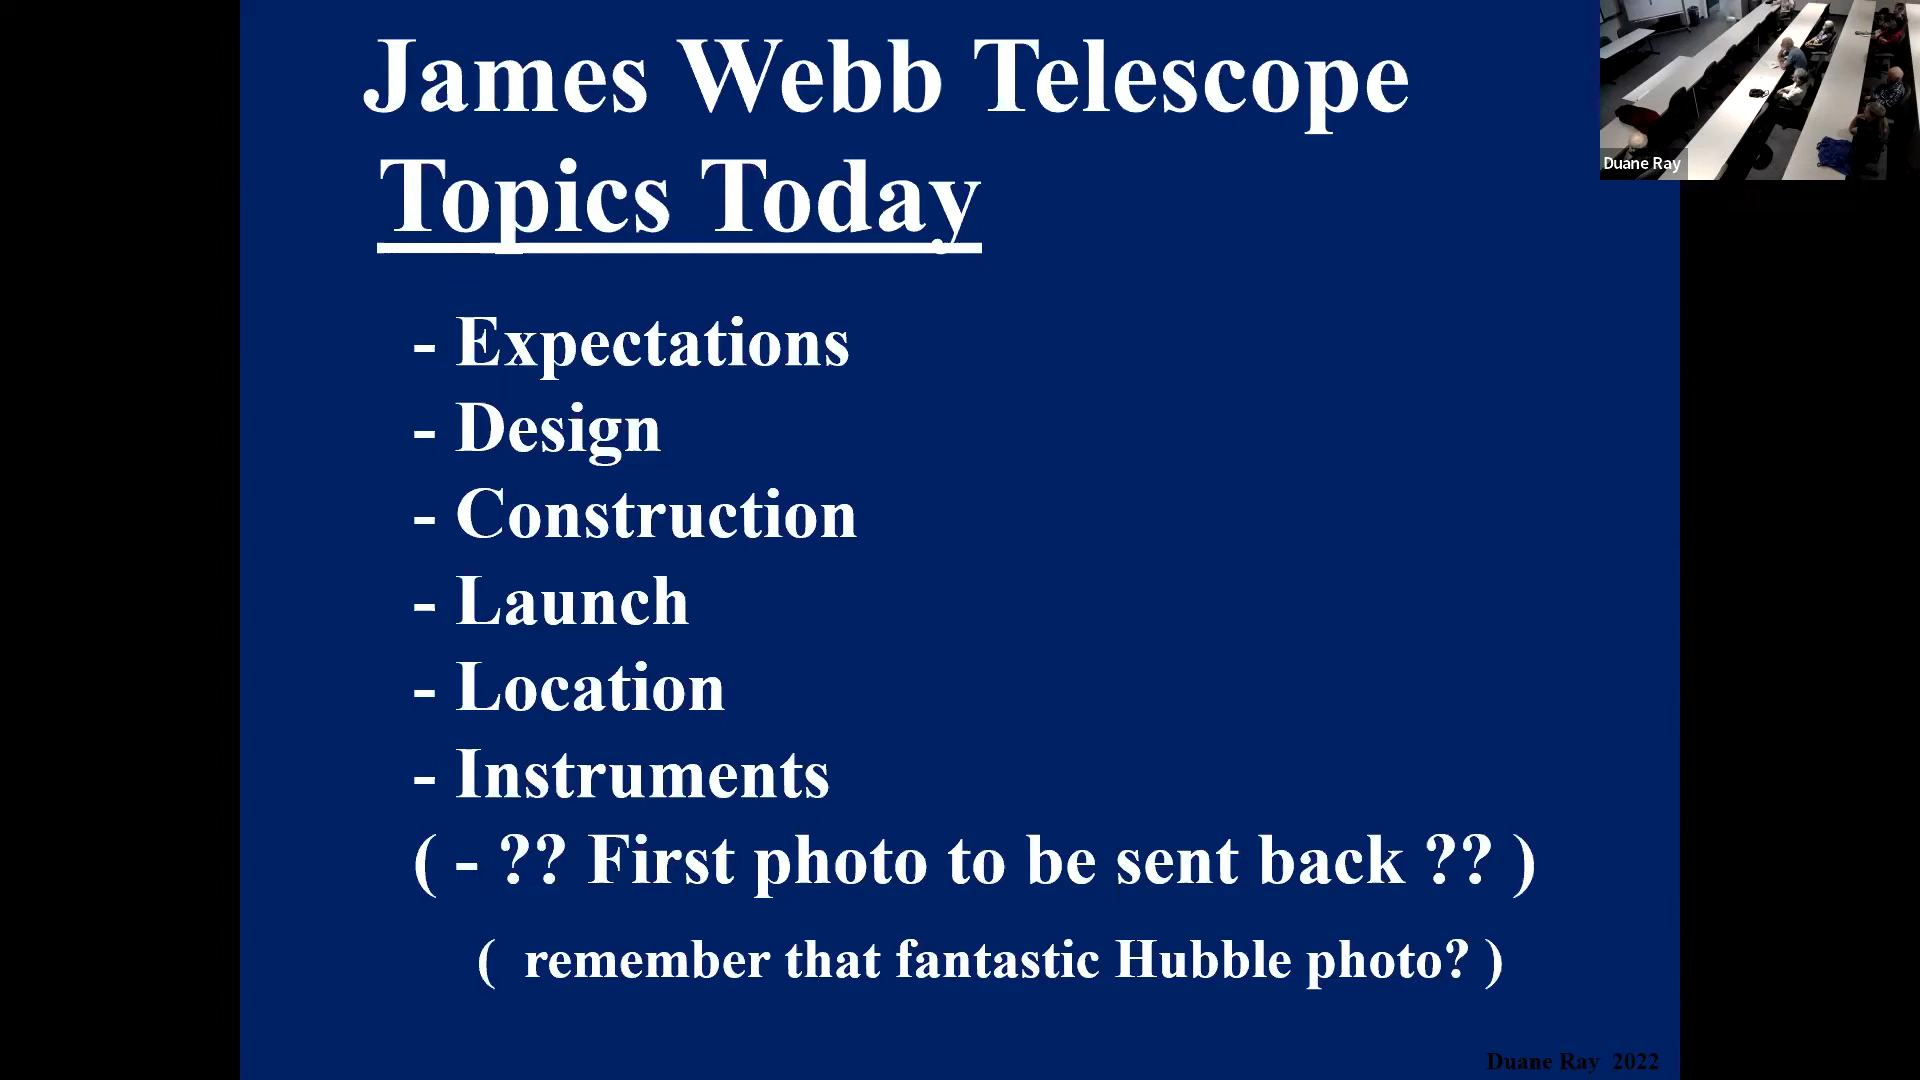 James Webb Telescope
Topics Today
- Expectations
- Design
- Construction
- Launch
- Location
- Instruments
( - ?? First photo to be sent back ?? )
( remember that fantastic Hubble photo? )
Duane Ray 2022
Duane Ray